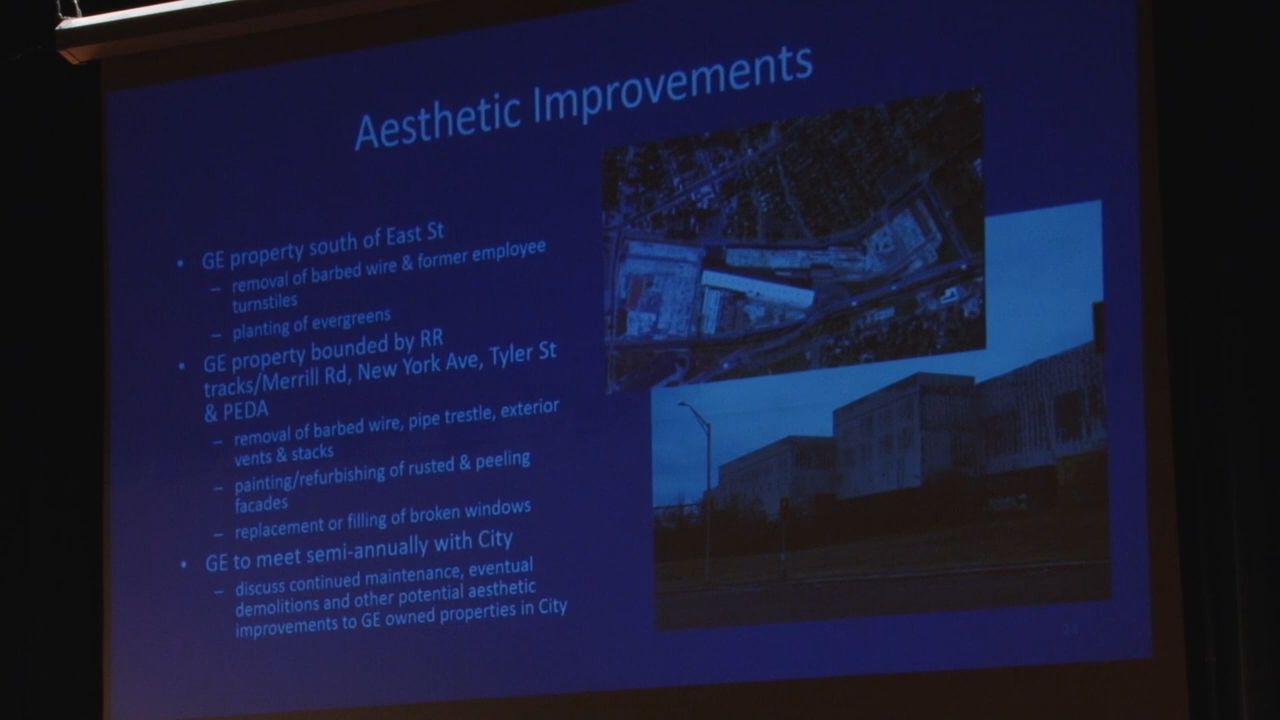 Aesthetic Improvements
• GE property south of East St
– removal of barbed wire & former employee
turnstiles
– planting of evergreens
• GE property bounded by RR
tracks/Merrill Rd, New York Ave, Tyler St
& PEDA
– removal of barbed wire, pipe trestle, exterior
vents & stacks
– painting/refurbishing of rusted & peeling
facades
– replacement or filling of broken windows
• GE to meet semi-annually with City
– discuss continued maintenance, eventual
demolitions and other potential aesthetic
improvements to GE owned properties in City